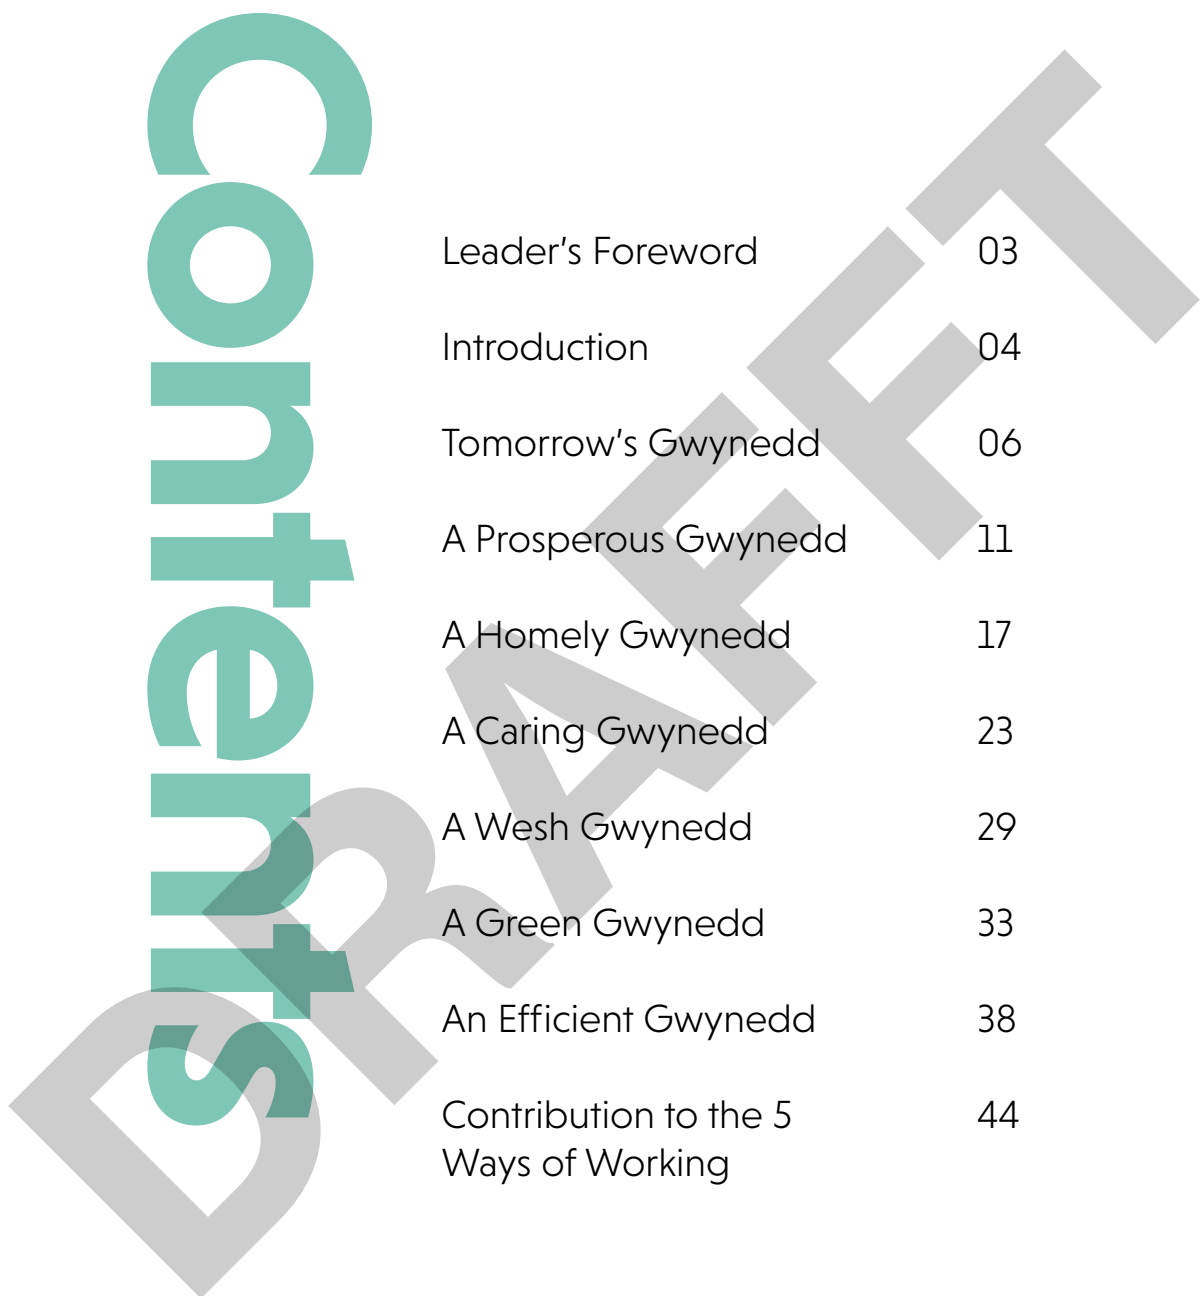 Contents
Leader's Foreword 03
Introduction 04
Tomorrow's Gwynedd 06
A Prosperous Gwynedd 11
A Homely Gwynedd 17
A Caring Gwynedd 23
A Wesh Gwynedd 29
A Green Gwynedd 33
An Efficient Gwynedd 38
Contribution to the 5 44
Ways of Working
DRAFFT